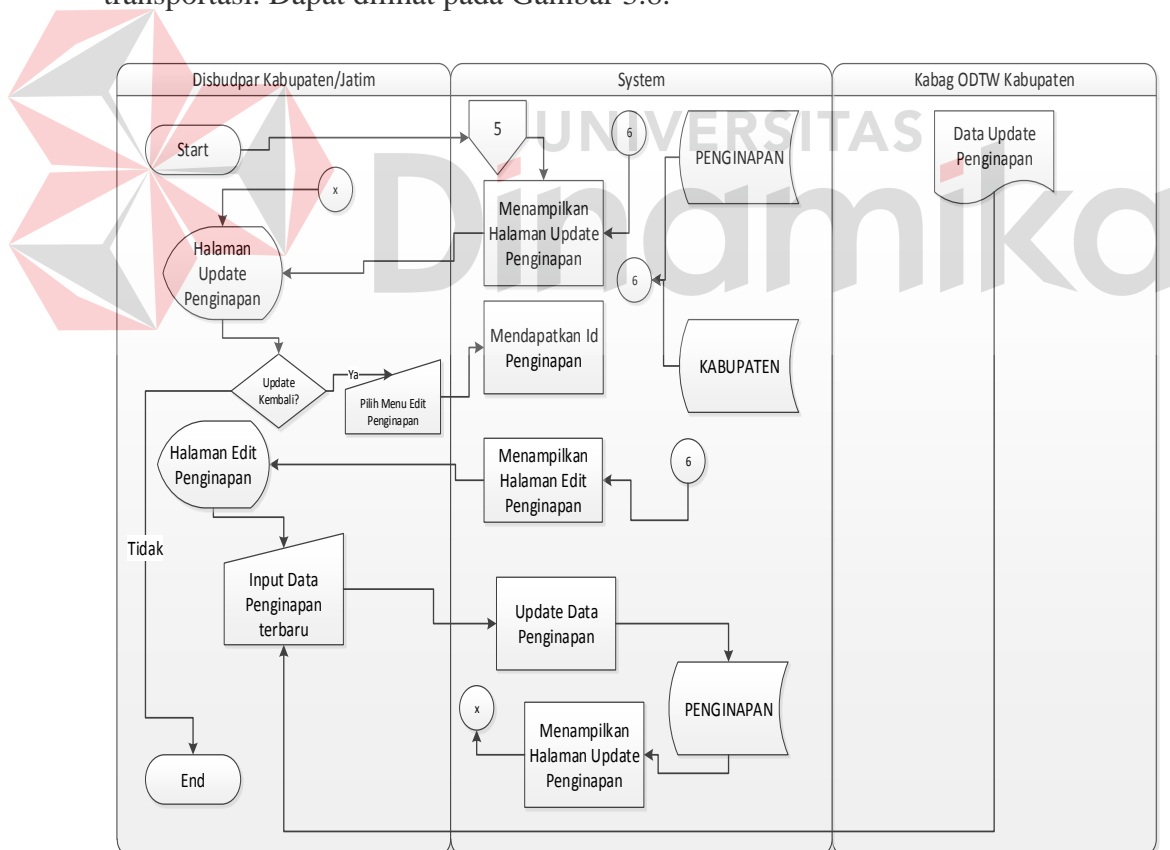 transportasi. Dapat dilihat pada Gambar 3.8.
Disbudpar Kabupaten/Jatim
System
Kabag ODTW Kabupaten
UNIVERSITAS
Dinamika
Start
5
6
PENGINAPAN
Data Update
Penginapan
x
Menampilkan
Halaman Update
Penginapan
Halaman
Update
Penginapan
6
Mendapatkan Id
Penginapan
KABUPATEN
Update
Kembali?
Ya
Pilih Menu Edit
Penginapan
Halaman Edit
Penginapan
Menampilkan
Halaman Edit
Penginapan
6
Tidak
Input Data
Penginapan
terbaru
Update Data
Penginapan
PENGINAPAN
x
Menampilkan
Halaman Update
Penginapan
End